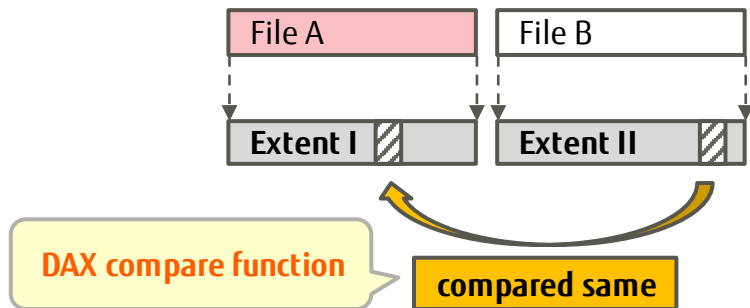 File A
File B
Extent I
Extent II
DAX compare function
compared same